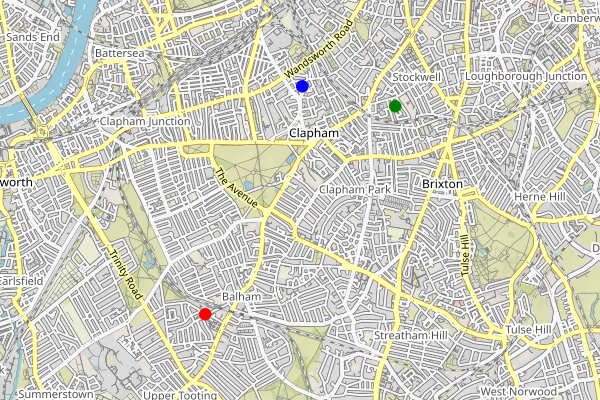 Camberw
Sands End
Battersea
Wandsworth Road
Stockwell
Loughborough Junction
Clapham Junction
Clapham
worth
The Avenue
Clapham Park
Brixton
Herne Hill
Tulse Hill
D
Earlsfield
Trinity Road
Balham
Streatham Hill
Tulse Hill
k
Summerstown
Upper Tooting
West Norwood